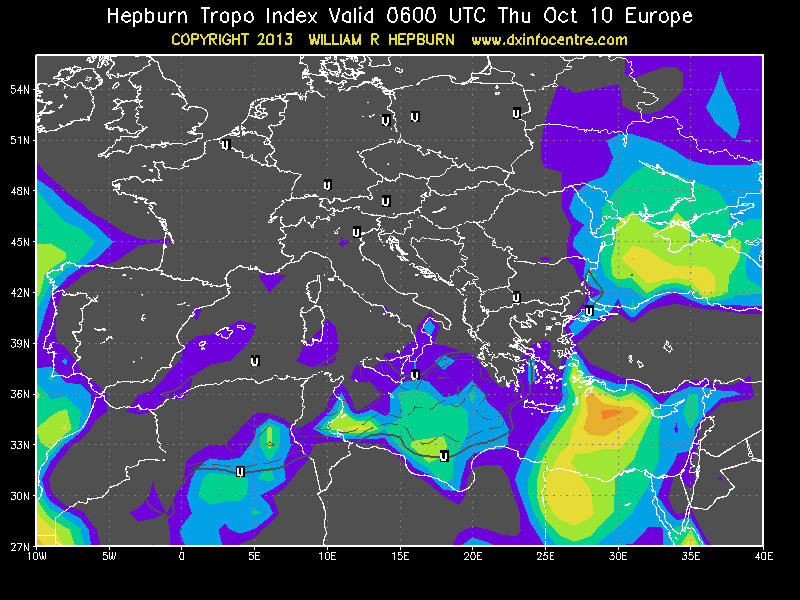 Hepburn Tropo Index Valid 0600 UTC Thu Oct 10 Europe
COPYRIGHT 2013 WILLIAM R HEPBURN www.dxinfocentre.com
54N
51N
48N
45N
42N
39N
36N
33N
30N
27N
U
U
U
U
U
U
U
U
U
U
U
U
U
10W 5W 0 5E 10E 15E 20E 25E 30E 35E 40E